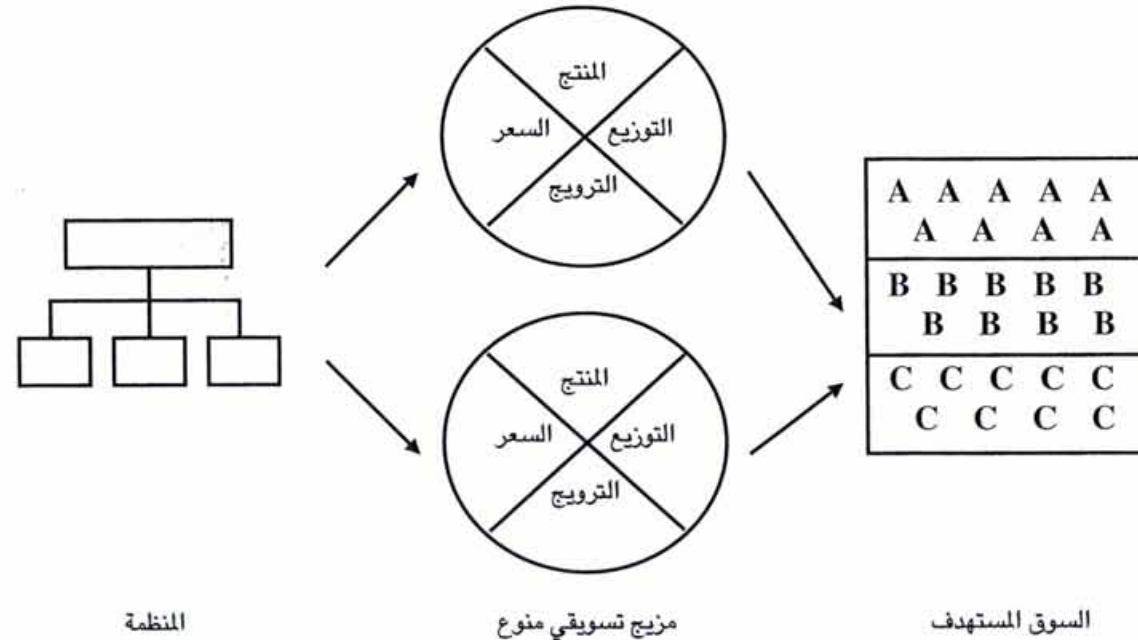 المنتج
التوزيع
السعر
الترويج
المنتج
التوزيع
السعر
الترويج
A A A A A
A A A A
B B B B B
B B B B
C C C C C
C C C C
السوق المستهدف
مزيج تسويقي منوع
المنظمة